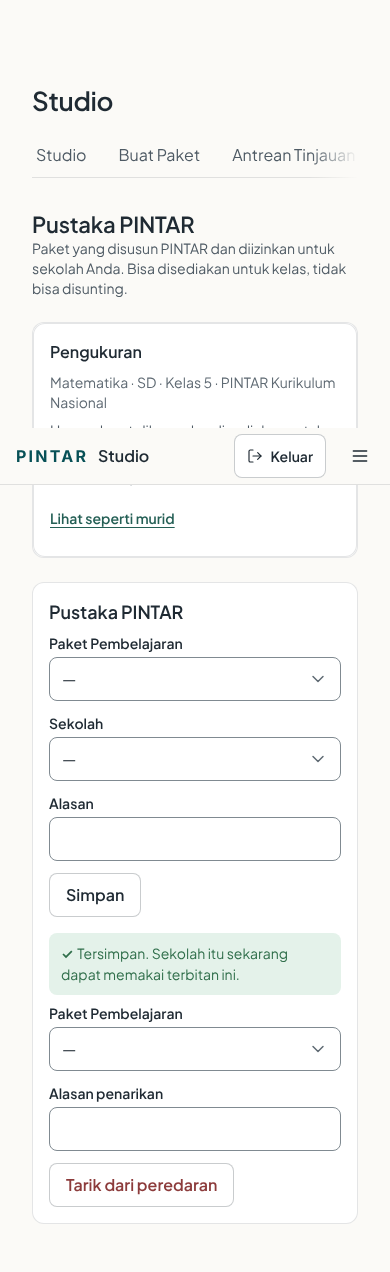 Studio
Studio Buat Paket Antrean Tinjauan
Pustaka PINTAR
Paket yang disusun PINTAR dan diizinkan untuk
sekolah Anda. Bisa disediakan untuk kelas, tidak
bisa disunting.
Pengukuran
Matematika · SD · Kelas 5 · PINTAR Kurikulum
Nasional
PINTAR Studio Keluar
Lihat seperti murid
Pustaka PINTAR
Paket Pembelajaran
—
Sekolah
—
Alasan
Simpan
✓ Tersimpan. Sekolah itu sekarang
dapat memakai terbitan ini.
Paket Pembelajaran
—
Alasan penarikan
Tarik dari peredaran